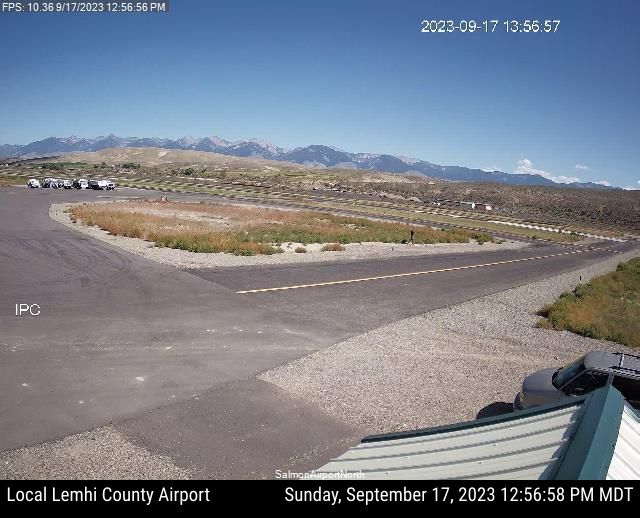 FPS: 10.36 9/17/2023 12:56:56 PM
2023-09-17 13:56:57
IPC
SalmonAirportNorth
Local Lemhi County Airport Sunday, September 17, 2023 12:56:58 PM MDT